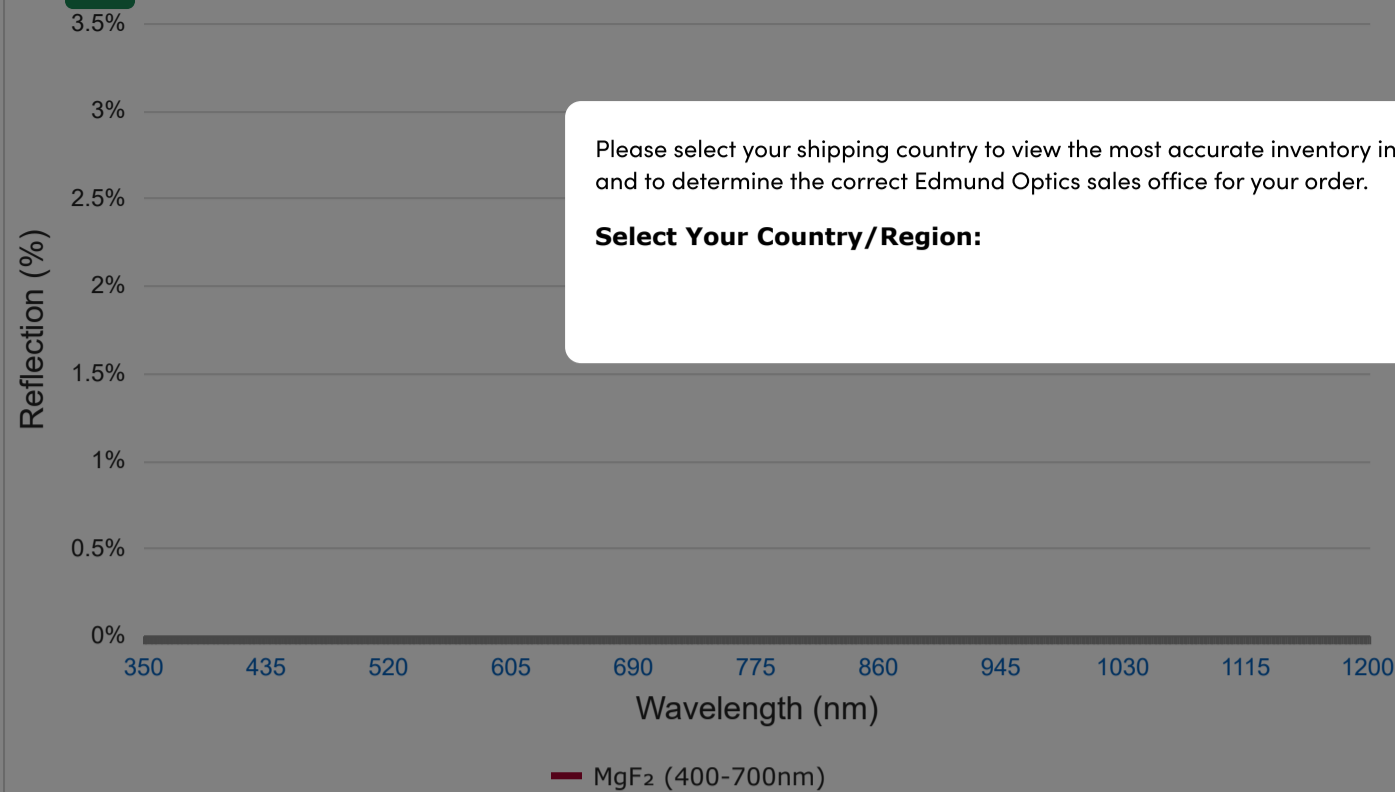 3.5%
3%
Please select your shipping country to view the most accurate inventory
and to determine the correct Edmund Optics sales office for your order.
2.5%
Select Your Country/Region:
2%
Reflection (%)
1.5%
1%
0.5%
0%
350 435 520 605 690 775 860 945 1030 1115 1200
Wavelength (nm)
MgF₂ (400-700nm)